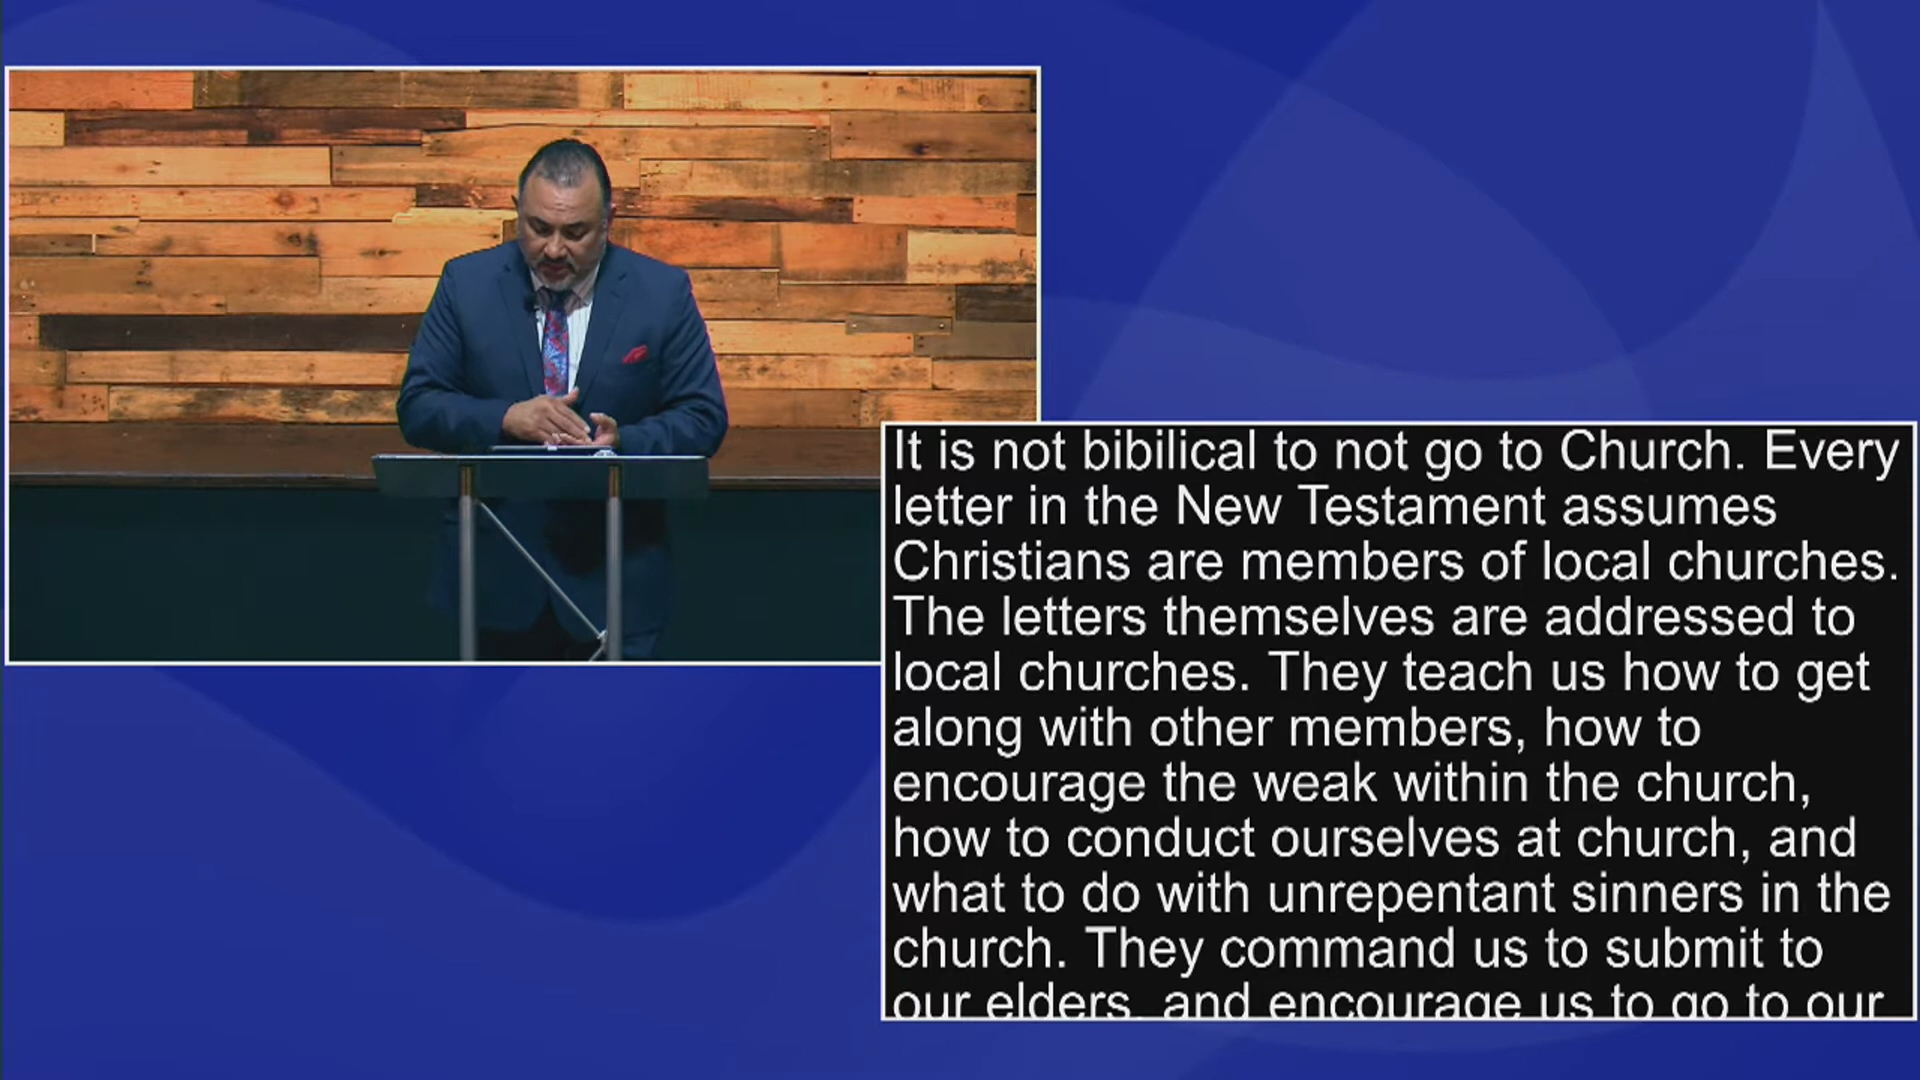 It is not bibilical to not go to Church. Every
letter in the New Testament assumes
Christians are members of local churches.
The letters themselves are addressed to
local churches. They teach us how to get
along with other members, how to
encourage the weak within the church,
how to conduct ourselves at church, and
what to do with unrepentant sinners in the
church. They command us to submit to
our elders, and encourage us to go to our